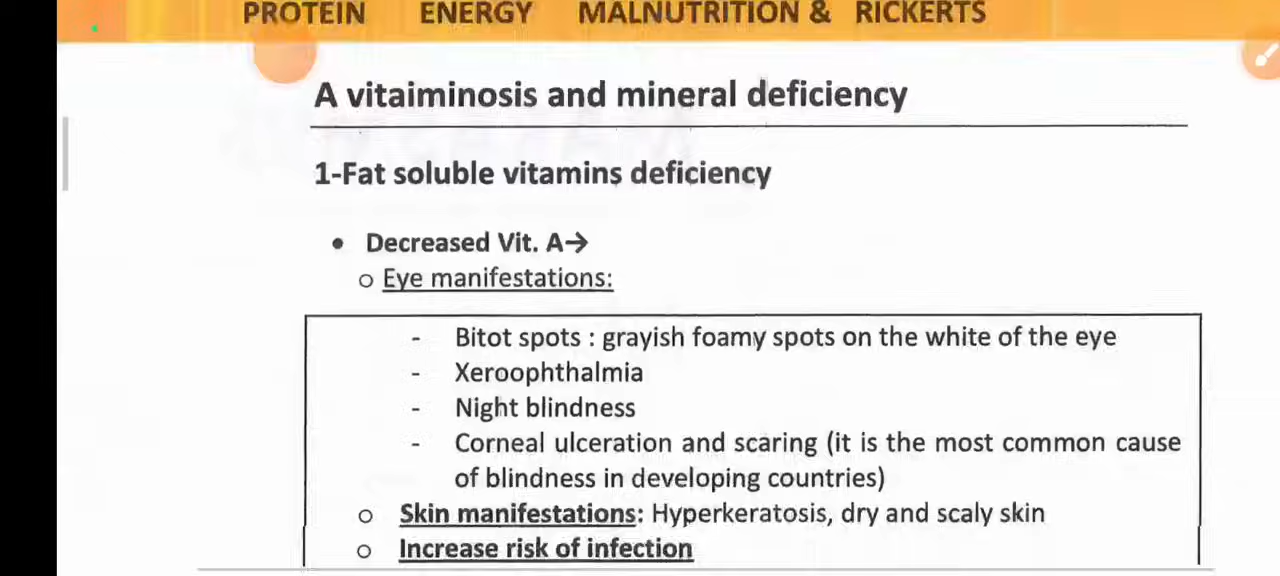 PROTEIN ENERGY MALNUTRITION & RICKERTS
A vitaiminosis and mineral deficiency
1-Fat soluble vitamins deficiency
• Decreased Vit. A→
o Eye manifestations:
- Bitot spots : grayish foamy spots on the white of the eye
- Xeroophthalmia
- Night blindness
- Corneal ulceration and scaring (it is the most common cause
of blindness in developing countries)
o Skin manifestations: Hyperkeratosis, dry and scaly skin
o Increase risk of infection